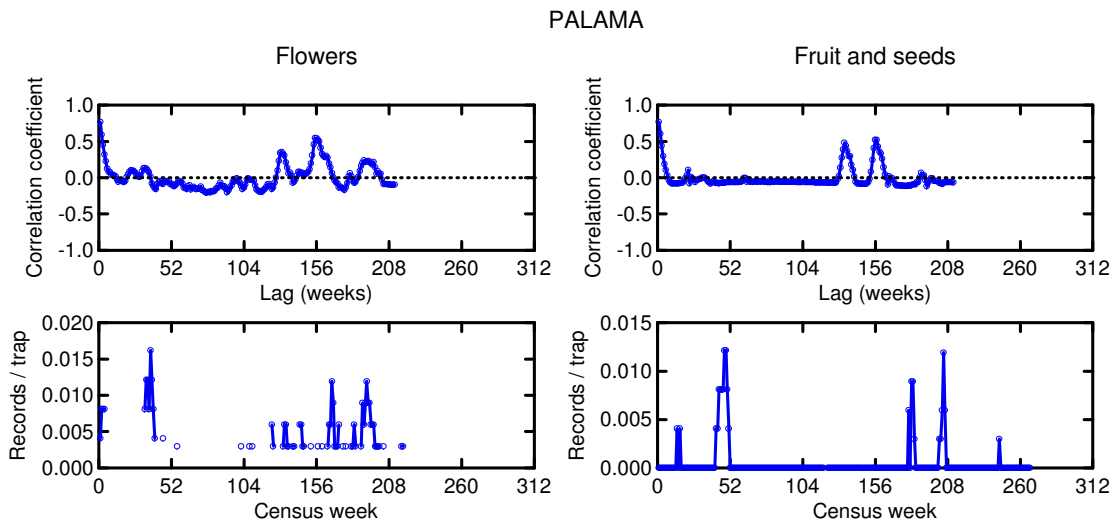 PALAMA
Flowers
Fruit and seeds
Correlation coefficient
1.0
0.5
0.0
-0.5
-1.0
0 52 104 156 208 260 312
Lag (weeks)
Correlation coefficient
1.0
0.5
0.0
-0.5
-1.0
0 52 104 156 208 260 312
Lag (weeks)
Records / trap
0.020
0.015
0.010
0.005
0.000
0 52 104 156 208 260 312
Census week
Records / trap
0.015
0.010
0.005
0.000
0 52 104 156 208 260 312
Census week